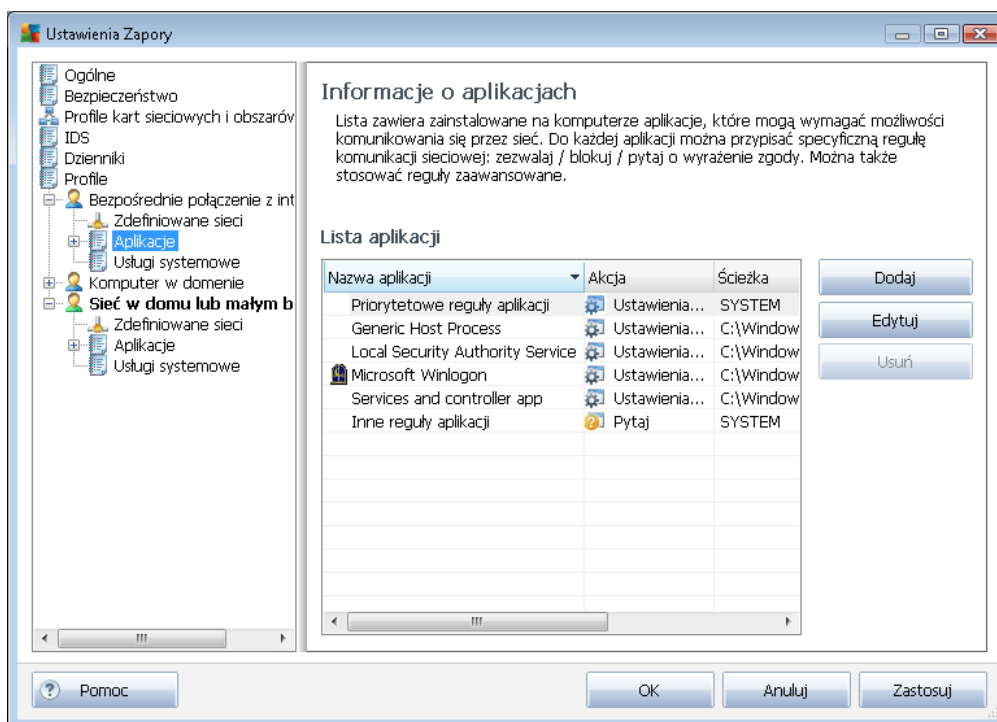 Ustawienia Zapory
Ogólne
Bezpieczeństwo
Profile kart sieciowych i obszarów
IDS
Dzienniki
Profile
Bezpośrednie połączenie z int
Zdefiniowane sieci
Aplikacje
Usługi systemowe
Komputer w domenie
Sieć w domu lub małym b
Zdefiniowane sieci
Aplikacje
Usługi systemowe
Informacje o aplikacjach
Lista zawiera zainstalowane na komputerze aplikacje, które mogą wymagać możliwości
komunikowania się przez sieć. Do każdej aplikacji można przypisać specyficzną regułę
komunikacji sieciowej: zezwalaj / blokuj / pytaj o wyrażenie zgody. Można także
stosować reguły zaawansowane.
Lista aplikacji
Nazwa aplikacji Akcja Ścieżka
Priorytetowe reguły aplikacji Ustawienia... SYSTEM
Generic Host Process Ustawienia... C:\Window
Local Security Authority Service Ustawienia... C:\Window
Microsoft Winlogon Ustawienia... C:\Window
Services and controller app Ustawienia... C:\Window
Inne reguły aplikacji Pytaj SYSTEM
Dodaj
Edytuj
Usuń
Pomoc
OK
Anuluj
Zastosuj